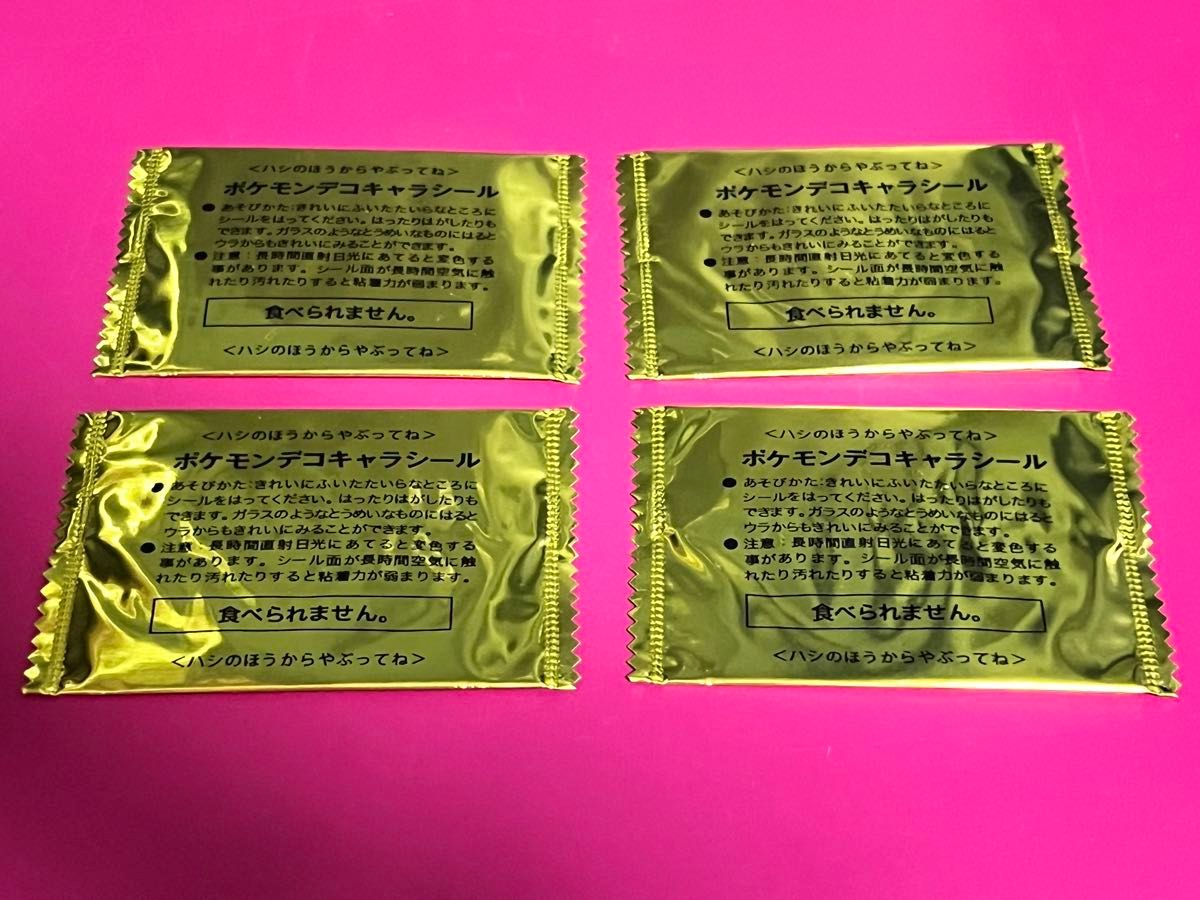 <ハシのほうからやぶってね>
ポケモンデコキャラシール
●あそびかた:きれいにふいたたいらなところに
シールをはってください。はったりはがしたりも
できます。ガラスのようなとうめいなものにはると
ウラからもきれいにみることができます。
●注意:長時間直射日光にあてると変色する
事があります。シール面が長時間空気に触
れたり汚れたりすると粘着力が弱まります。
食べられません。
<ハシのほうからやぶってね>
<ハシのほうからやぶってね>
ポケモンデコキャラシール
●あそびかた:きれいにふいたたいらなところに
シールをはってください。はったりはがしたりも
できます。ガラスのようなとうめいなものにはると
ウラからもきれいにみることができます。
●注意:長時間直射日光にあてると変色する
事があります。シール面が長時間空気に触
れたり汚れたりすると粘着力が弱まります。
食べられません。
<ハシのほうからやぶってね>
<ハシのほうからやぶってね>
ポケモンデコキャラシール
●あそびかた:きれいにふいたたいらなところに
シールをはってください。はったりはがしたりも
できます。ガラスのようなとうめいなものにはると
ウラからもきれいにみることができます。
●注意:長時間直射日光にあてると変色する
事があります。シール面が長時間空気に触
れたり汚れたりすると粘着力が弱まります。
食べられません。
<ハシのほうからやぶってね>
<ハシのほうからやぶってね>
ポケモンデコキャラシール
●あそびかた:きれいにふいたたいらなところに
シールをはってください。はったりはがしたりも
できます。ガラスのようなとうめいなものにはると
ウラからもきれいにみることができます。
●注意:長時間直射日光にあてると変色する
事があります。シール面が長時間空気に触
れたり汚れたりすると粘着力が弱まります。
食べられません。
<ハシのほうからやぶってね>